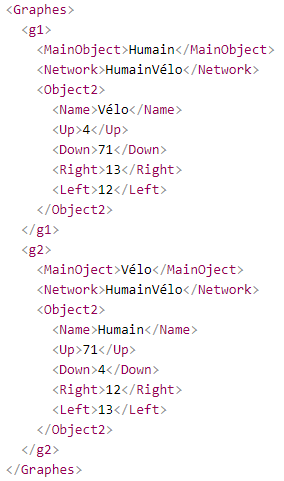 <Graphes>
<g1>
<MainObject>Humain</MainObject>
<Network>HumainVélo</Network>
<Object2>
<Name>Vélo</Name>
<Up>4</Up>
<Down>71</Down>
<Right>13</Right>
<Left>12</Left>
</Object2>
</g1>
<g2>
<MainOject>Vélo</MainOject>
<Network>HumainVélo</Network>
<Object2>
<Name>Humain</Name>
<Up>71</Up>
<Down>4</Down>
<Right>12</Right>
<Left>13</Left>
</Object2>
</g2>
</Graphes>